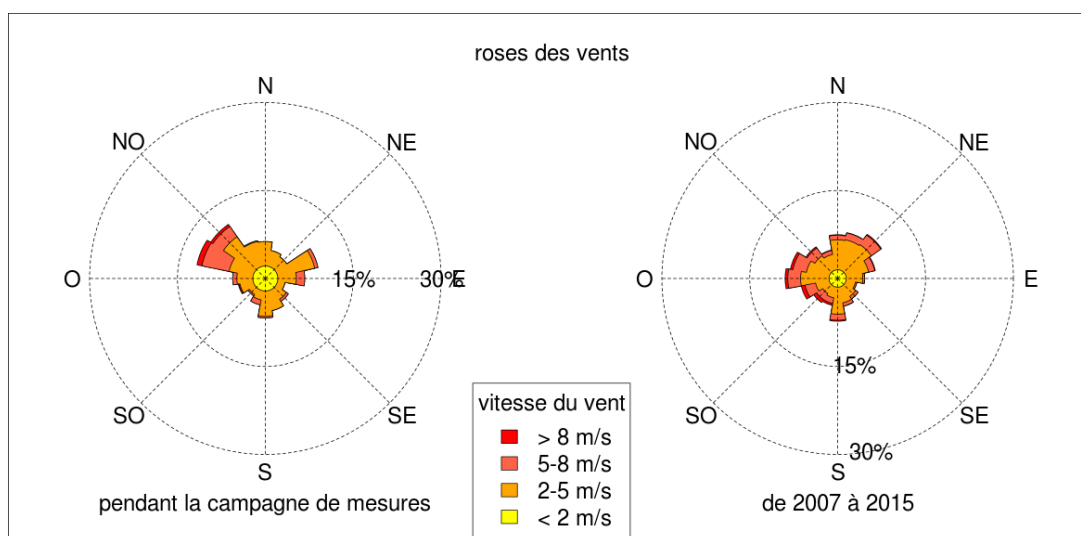 roses des vents
N
NO
NE
O
15%
30%
E
SO
SE
S
pendant la campagne de mesures
N
NO
NE
O
E
15%
SO
SE
30%
S
de 2007 à 2015
vitesse du vent
> 8 m/s
5-8 m/s
2-5 m/s
< 2 m/s